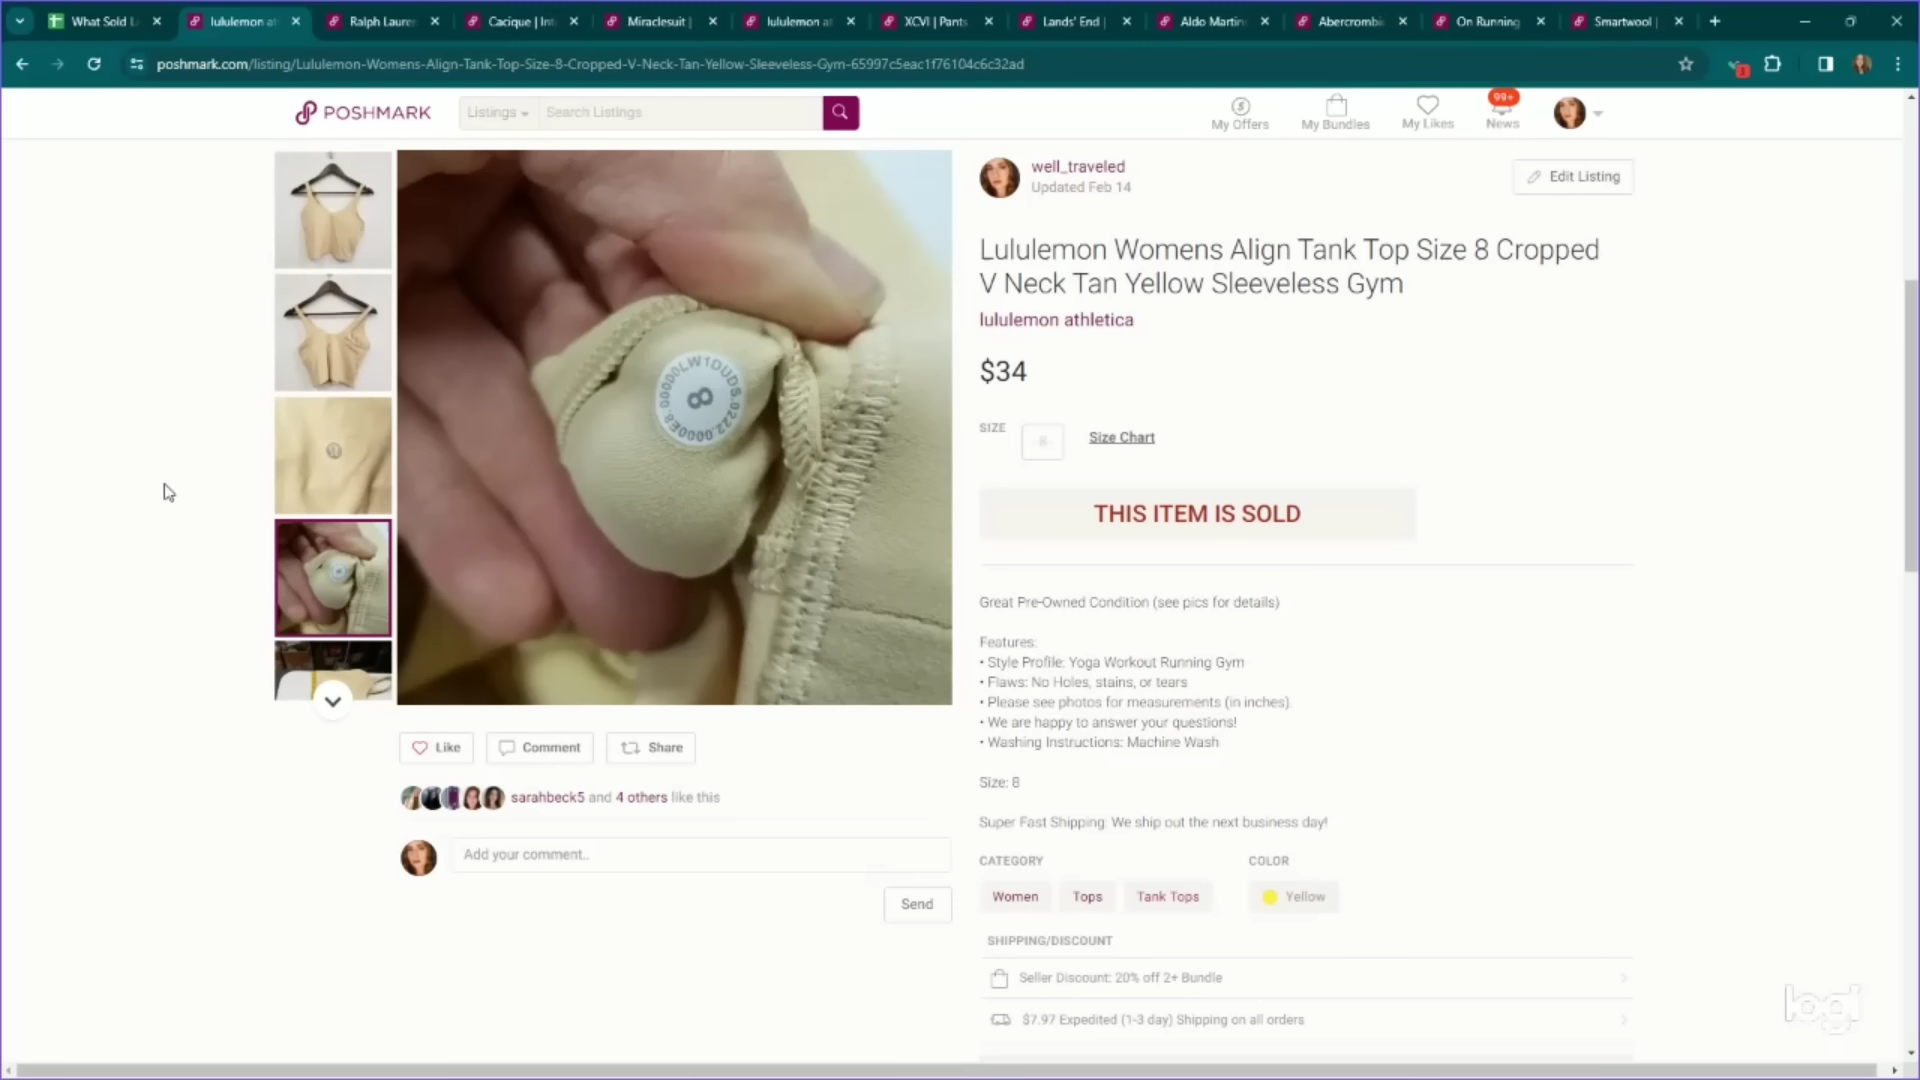 What Sold L
lululemon at
Ralph Lauren
Cacique | Int
Miraclesuit |
lululemon at
XCVI | Pants
Lands' End |
Aldo Martins
Abercrombi
On Running
Smartwool |
poshmark.com/listing/Lululemon-Womens-Align-Tank-Top-Size-8-Cropped-V-Neck-Tan-Yellow-Sleeveless-Gym-65997c5eac1f76104c6c32ad
POSHMARK
Listings
Search Listings
My Offers
My Bundles
My Likes
99+
News
well_traveled
Updated Feb 14
Edit Listing
Lululemon Womens Align Tank Top Size 8 Cropped
V Neck Tan Yellow Sleeveless Gym
lululemon athletica
$34
SIZE
8
Size Chart
THIS ITEM IS SOLD
Great Pre-Owned Condition (see pics for details)
Features:
• Style Profile: Yoga Workout Running Gym
• Flaws: No Holes, stains, or tears
• Please see photos for measurements (in inches).
• We are happy to answer your questions!
• Washing Instructions: Machine Wash
Size: 8
Super Fast Shipping: We ship out the next business day!
CATEGORY
COLOR
Women
Tops
Tank Tops
Yellow
SHIPPING/DISCOUNT
Seller Discount: 20% off 2+ Bundle
$7.97 Expedited (1-3 day) Shipping on all orders
8
Like
Comment
Share
sarahbeck5 and 4 others like this
Add your comment..
Send
logi